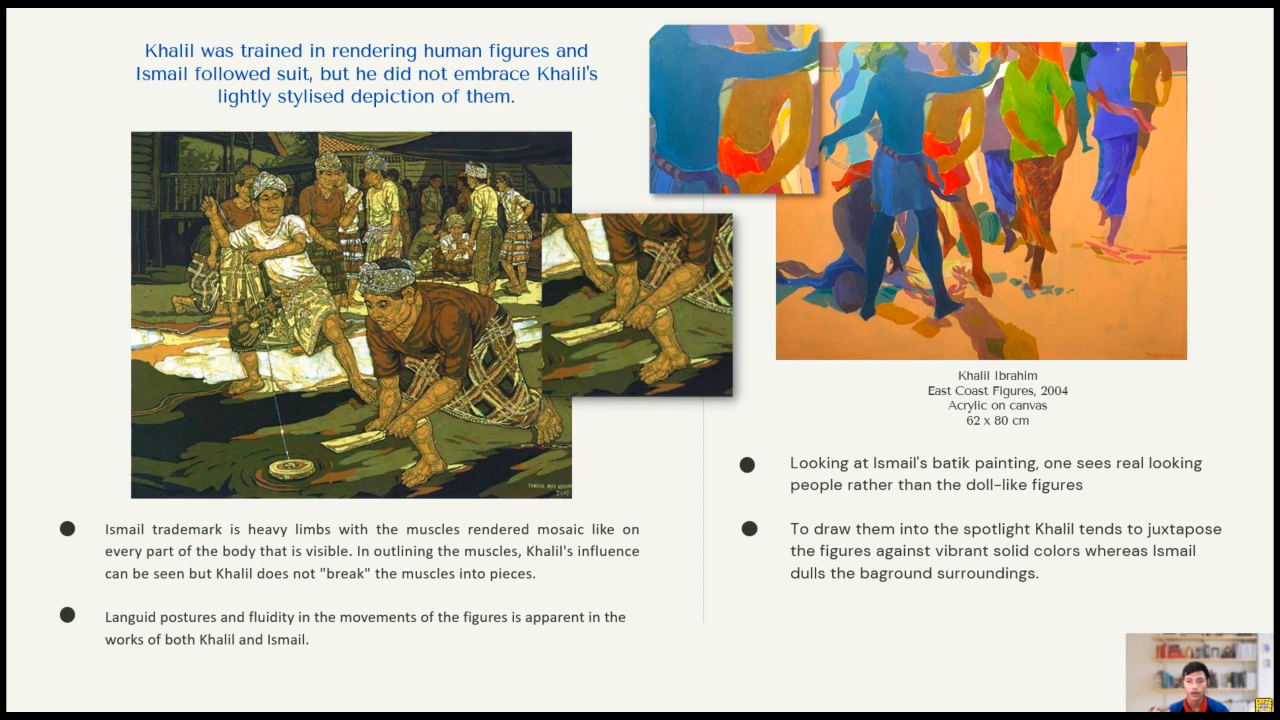 Khalil was trained in rendering human figures and
Ismail followed suit, but he did not embrace Khalil's
lightly stylised depiction of them.
Khalil Ibrahim
East Coast Figures, 2004
Acrylic on canvas
62 x 80 cm
Ismail trademark is heavy limbs with the muscles rendered mosaic like on
every part of the body that is visible. In outlining the muscles, Khalil's influence
can be seen but Khalil does not "break" the muscles into pieces.
Languid postures and fluidity in the movements of the figures is apparent in the
works of both Khalil and Ismail.
Looking at Ismail's batik painting, one sees real looking
people rather than the doll-like figures
To draw them into the spotlight Khalil tends to juxtapose
the figures against vibrant solid colors whereas Ismail
dulls the baground surroundings.